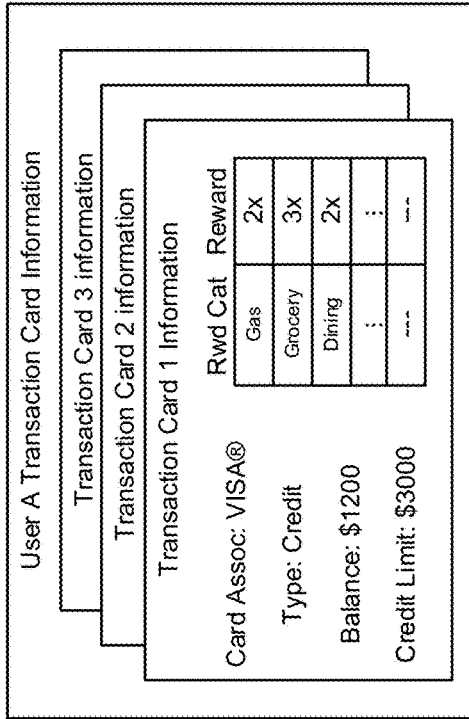 User A Transaction Card Information
Transaction Card 3 information
Transaction Card 2 information
Transaction Card 1 Information
Card Assoc: VISA®
Type: Credit
Balance: $1200
Credit Limit: $3000
Rwd Cat Reward
Gas 2x
Grocery 3x
Dining 2x
: :
--- ---